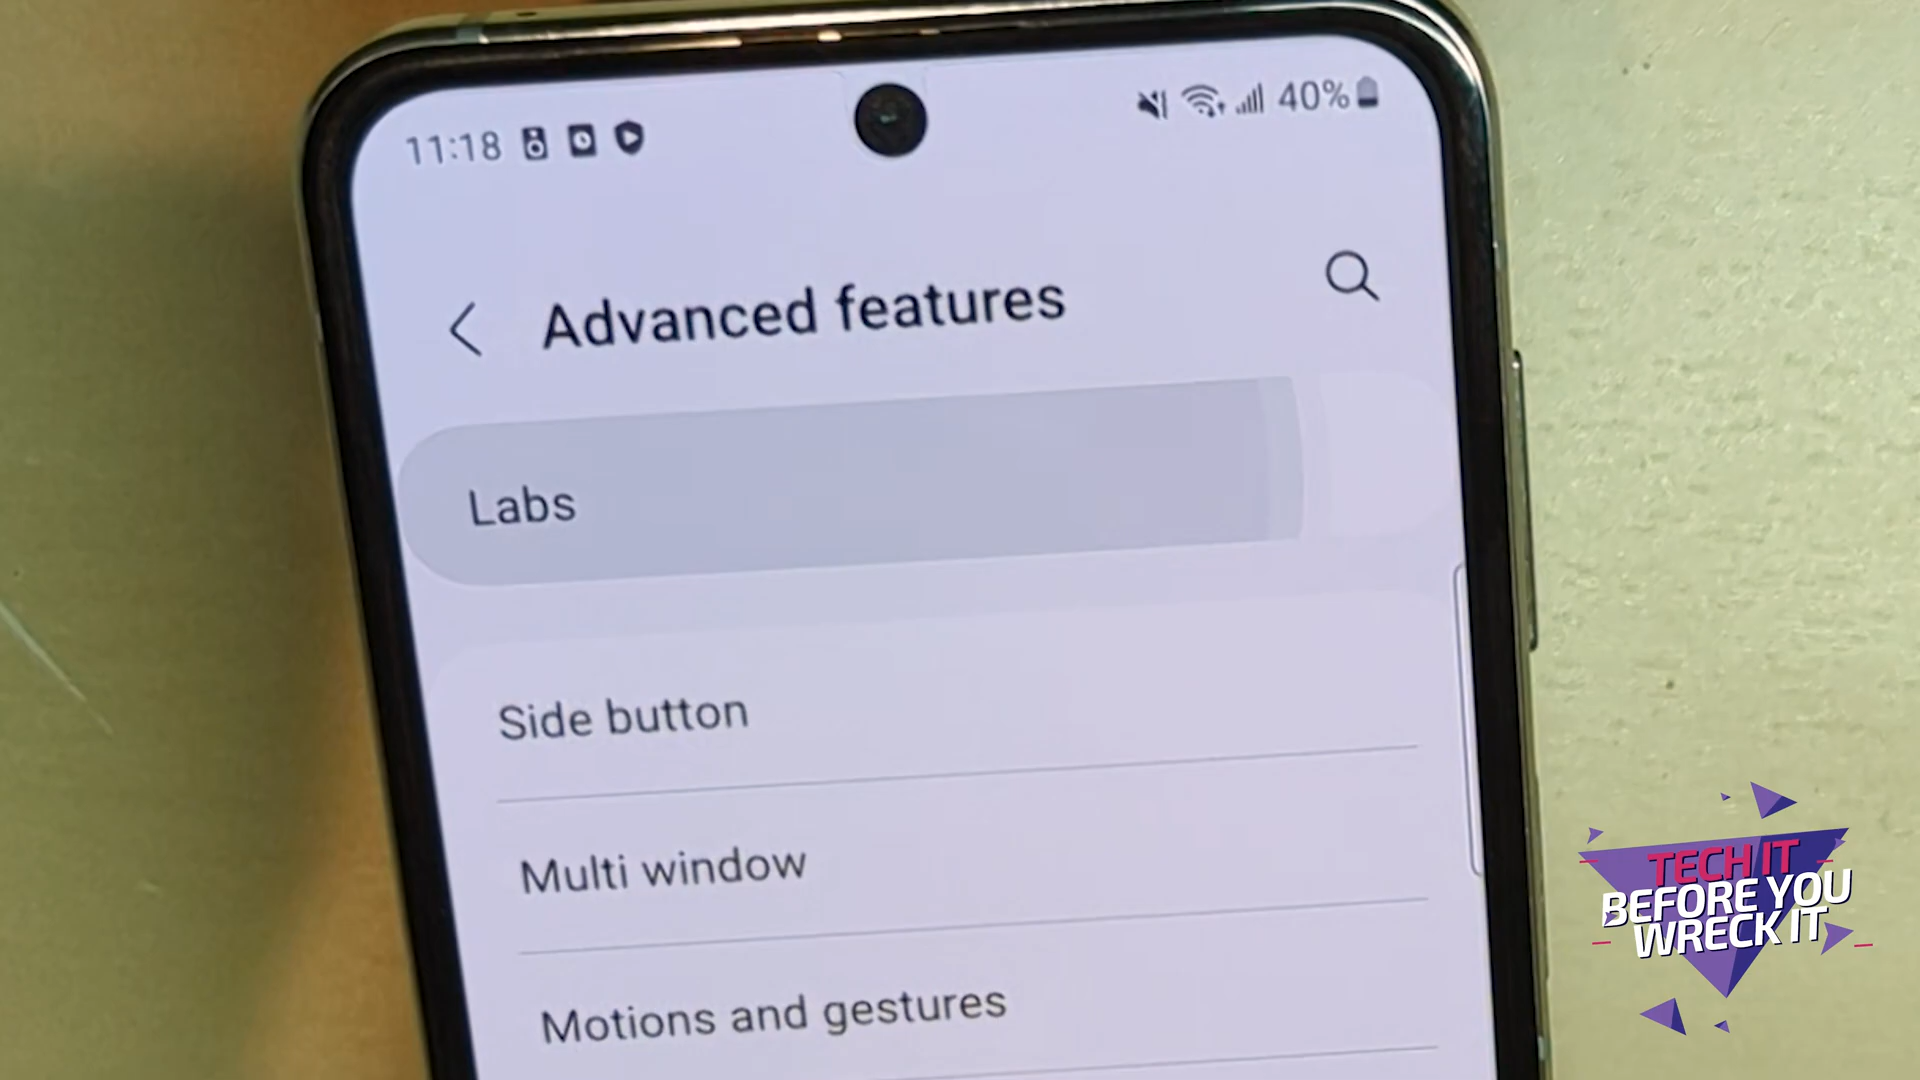 11:18
40%
Advanced features
Labs
Side button
Multi window
Motions and gestures
TECH IT
BEFORE YOU
WRECK IT